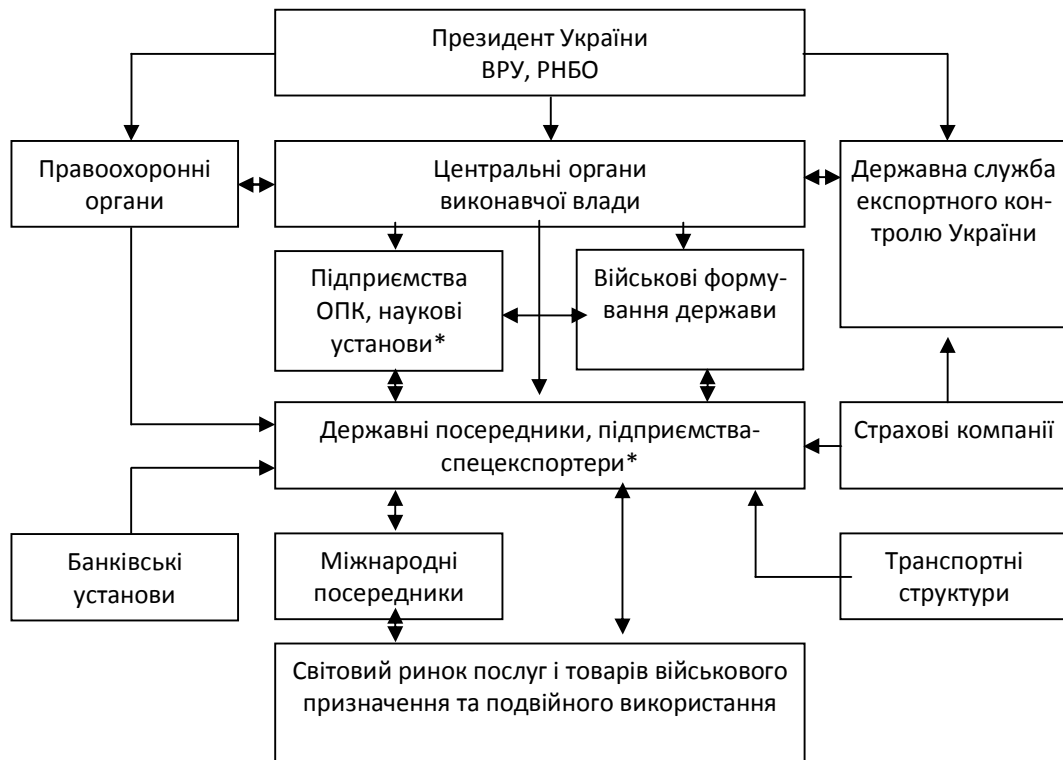 Президент України
ВРУ, РНБО
Правоохоронні
органи
Центральні органи
виконавчої влади
Державна служба
експортного кон-
тролю України
Підприємства
ОПК, наукові
установи*
Військові форму-
вання держави
Державні посередники, підприємства-
спецекспортери*
Страхові компанії
Банківські
установи
Міжнародні
посередники
Транспортні
структури
Світовий ринок послуг і товарів військового
призначення та подвійного використання